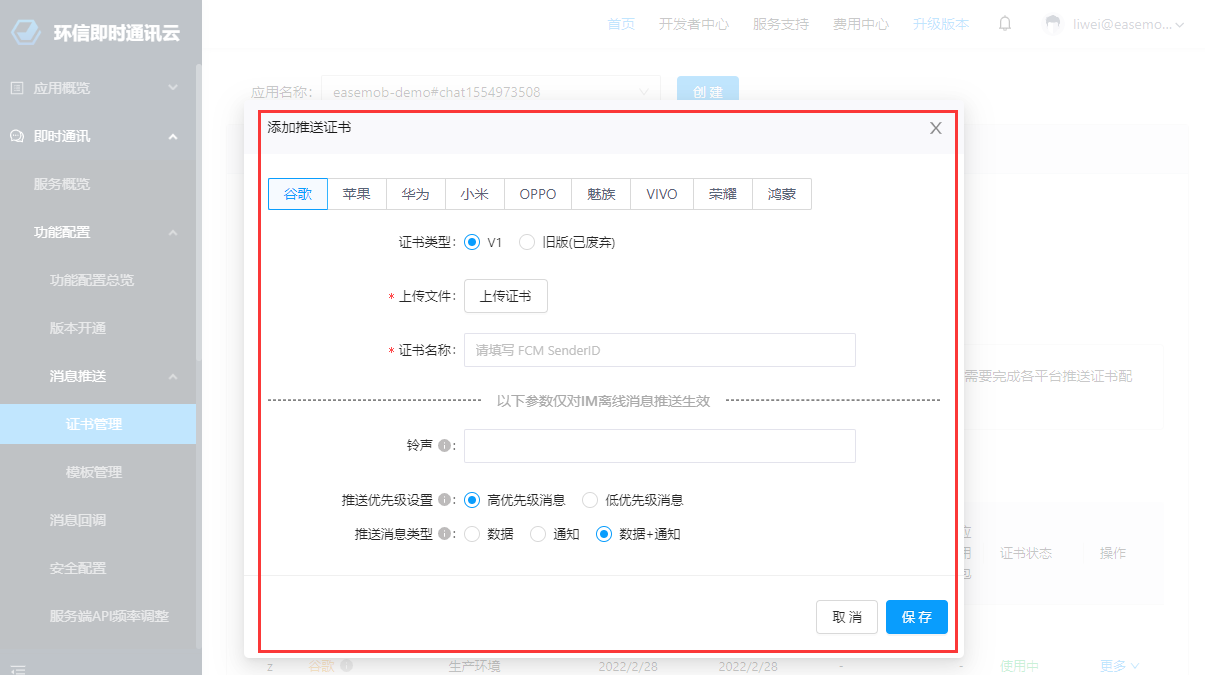 环信即时通讯云
首页 开发者中心 服务支持 费用中心 升级版本 liwei@easemo...
应用概览
即时通讯
服务概览
功能配置
功能配置总览
版本开通
消息推送
证书管理
模板管理
消息回调
安全配置
服务端API频率调整
应用名称: easemob-demo#chat1554973508 创 建
添加推送证书 X
谷歌 苹果 华为 小米 OPPO 魅族 VIVO 荣耀 鸿蒙
证书类型: V1 旧版(已废弃)
* 上传文件: 上传证书
* 证书名称: 请填写 FCM SenderID
需要完成各平台推送证书配
以下参数仅对IM离线消息推送生效
铃声 :
推送优先级设置 : 高优先级消息 低优先级消息
推送消息类型 : 数据 通知 数据+通知
证书状态 操作
取 消 保 存
z 谷歌 生产环境 2022/2/28 2022/2/28 - - 使用中 更多